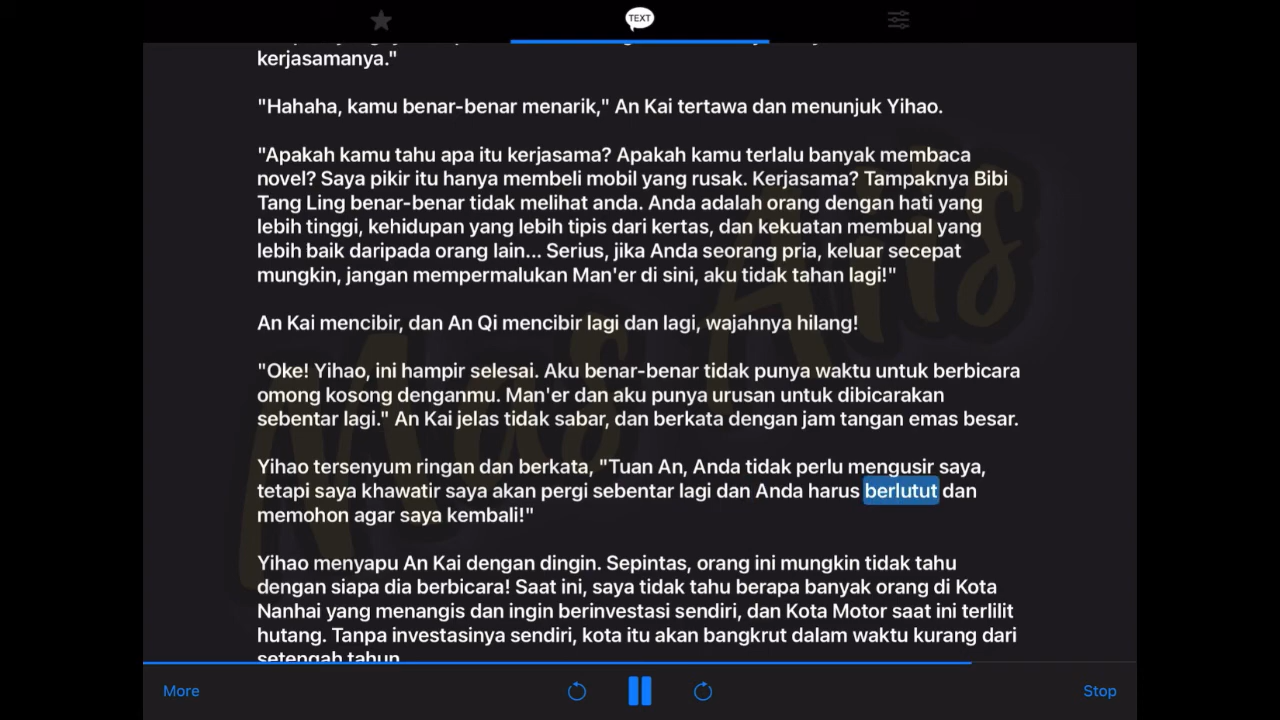 TEXT
kerjasamanya."
"Hahaha, kamu benar-benar menarik," An Kai tertawa dan menunjuk Yihao.
"Apakah kamu tahu apa itu kerjasama? Apakah kamu terlalu banyak membaca
novel? Saya pikir itu hanya membeli mobil yang rusak. Kerjasama? Tampaknya Bibi
Tang Ling benar-benar tidak melihat anda. Anda adalah orang dengan hati yang
lebih tinggi, kehidupan yang lebih tipis dari kertas, dan kekuatan membual yang
lebih baik daripada orang lain... Serius, jika Anda seorang pria, keluar secepat
mungkin, jangan mempermalukan Man'er di sini, aku tidak tahan lagi!"
An Kai mencibir, dan An Qi mencibir lagi dan lagi, wajahnya hilang!
"Oke! Yihao, ini hampir selesai. Aku benar-benar tidak punya waktu untuk berbicara
omong kosong denganmu. Man'er dan aku punya urusan untuk dibicarakan
sebentar lagi." An Kai jelas tidak sabar, dan berkata dengan jam tangan emas besar.
Yihao tersenyum ringan dan berkata, "Tuan An, Anda tidak perlu mengusir saya,
tetapi saya khawatir saya akan pergi sebentar lagi dan Anda harus berlutut dan
memohon agar saya kembali!"
Yihao menyapu An Kai dengan dingin. Sepintas, orang ini mungkin tidak tahu
dengan siapa dia berbicara! Saat ini, saya tidak tahu berapa banyak orang di Kota
Nanhai yang menangis dan ingin berinvestasi sendiri, dan Kota Motor saat ini terlilit
hutang. Tanpa investasinya sendiri, kota itu akan bangkrut dalam waktu kurang dari
setengah tahun
Mas Aris
More
Stop